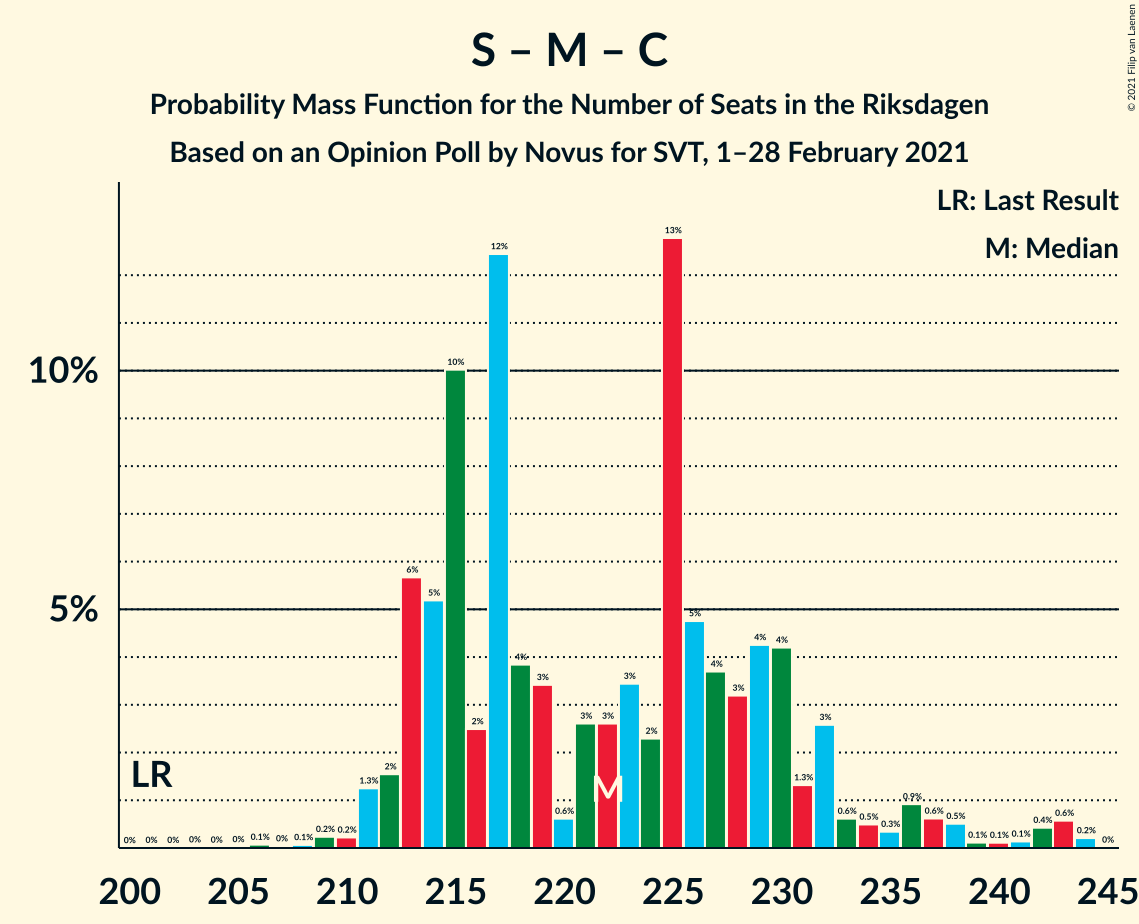 S – M – C
Probability Mass Function for the Number of Seats in the Riksdagen
Based on an Opinion Poll by Novus for SVT, 1–28 February 2021
© 2021 Filip van Laenen
LR: Last Result
M: Median
10%
5%
LR
M
0% 0% 0% 0% 0% 0% 0.1% 0% 0.1% 0.2% 0.2% 1.3% 2% 6% 5% 10% 2% 12% 4% 3% 0.6% 3% 3% 3% 2% 13% 5% 4% 3% 4% 4% 1.3% 3% 0.6% 0.5% 0.3% 0.9% 0.6% 0.5% 0.1% 0.1% 0.1% 0.4% 0.6% 0.2% 0%
200 205 210 215 220 225 230 235 240 245